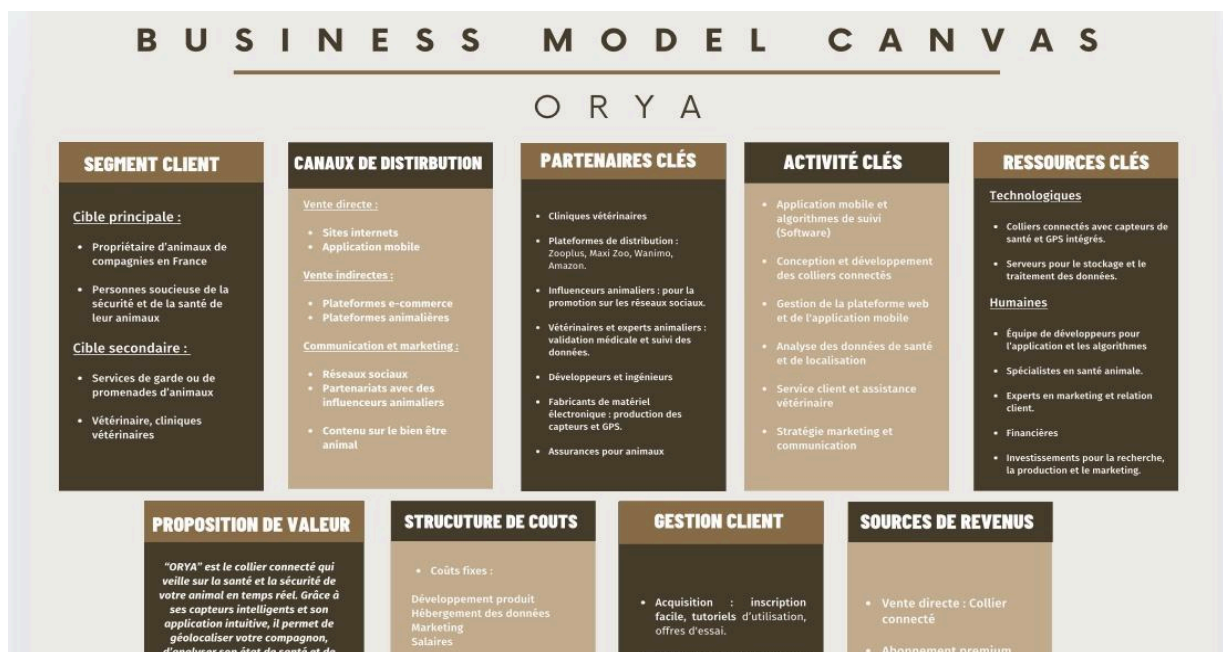 BUSINESS MODEL CANVAS
ORYA
SEGMENT CLIENT
Cible principale :
• Propriétaire d'animaux de
compagnies en France
• Personnes soucieuse de la
sécurité et de la santé de
leur animaux
Cible secondaire :
• Services de garde ou de
promenades d'animaux
• Vétérinaire, cliniques
vétérinaires
CANAUX DE DISTIRBUTION
Vente directe :
• Sites internets
• Application mobile
Vente indirectes :
• Plateformes e-commerce
• Plateformes animalières
Communication et marketing :
• Réseaux sociaux
• Partenariats avec des
influenceurs animaliers
• Contenu sur le bien être
animal
PARTENAIRES CLÉS
• Cliniques vétérinaires
• Plateformes de distribution :
Zooplus, Maxi Zoo, Wanimo,
Amazon.
• Influenceurs animaliers : pour la
promotion sur les réseaux sociaux.
• Vétérinaires et experts animaliers :
validation médicale et suivi des
données.
• Développeurs et ingénieurs
• Fabricants de matériel
électronique : production des
capteurs et GPS.
• Assurances pour animaux
ACTIVITÉ CLÉS
• Application mobile et
algorithmes de suivi
(Software)
• Conception et développement
des colliers connectés
• Gestion de la plateforme web
et de l'application mobile
• Analyse des données de santé
et de localisation
• Service client et assistance
vétérinaire
• Stratégie marketing et
communication
RESSOURCES CLÉS
Technologiques
• Colliers connectés avec capteurs de
santé et GPS intégrés.
• Serveurs pour le stockage et le
traitement des données.
Humaines
• Équipe de développeurs pour
l'application et les algorithmes
• Spécialistes en santé animale.
• Experts en marketing et relation
client.
• Financières
• Investissements pour la recherche,
la production et le marketing.
PROPOSITION DE VALEUR
"ORYA" est le collier connecté qui
veille sur la santé et la sécurité de
votre animal en temps réel. Grâce à
ses capteurs intelligents et son
application intuitive, il permet de
géolocaliser votre compagnon,
d'analyser son état de santé et de
STRUCUTURE DE COUTS
• Coûts fixes :
Développement produit
Hébergement des données
Marketing
Salaires
GESTION CLIENT
• Acquisition : inscription
facile, tutoriels d'utilisation,
offres d'essai.
SOURCES DE REVENUS
• Vente directe : Collier
connecté
• Abonnement premium